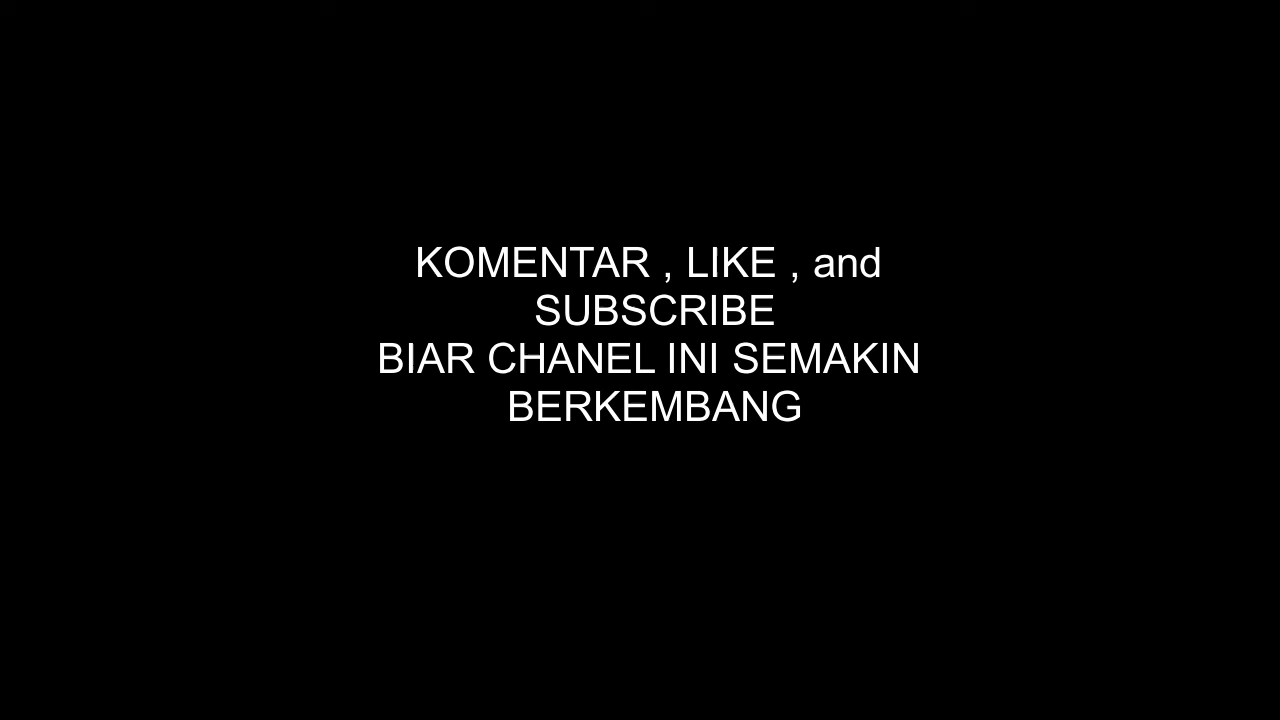 KOMENTAR , LIKE , and
SUBSCRIBE
BIAR CHANEL INI SEMAKIN
BERKEMBANG